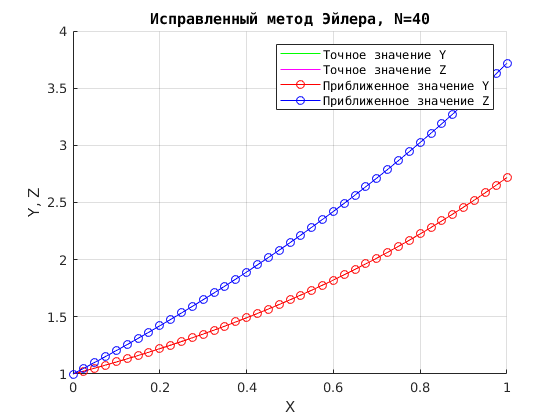 Исправленный метод Эйлера, N=40
Точное значение Y
Точное значение Z
Приближенное значение Y
Приближенное значение Z
4
3.5
3
2.5
2
1.5
1
Y, Z
0 0.2 0.4 0.6 0.8 1
X